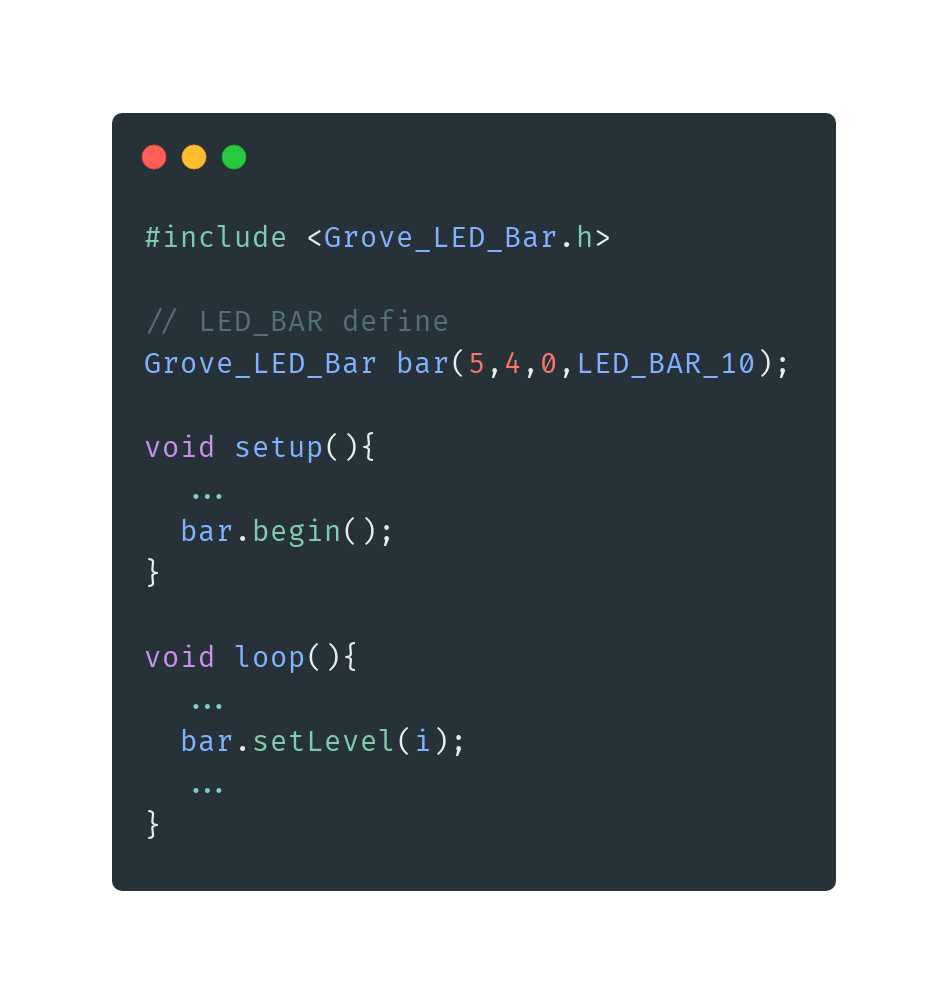 #include <Grove_LED_Bar.h>
// LED_BAR define
Grove_LED_Bar bar(5,4,0,LED_BAR_10);
void setup(){
...
bar.begin();
}
void loop(){
...
bar.setLevel(i);
...
}